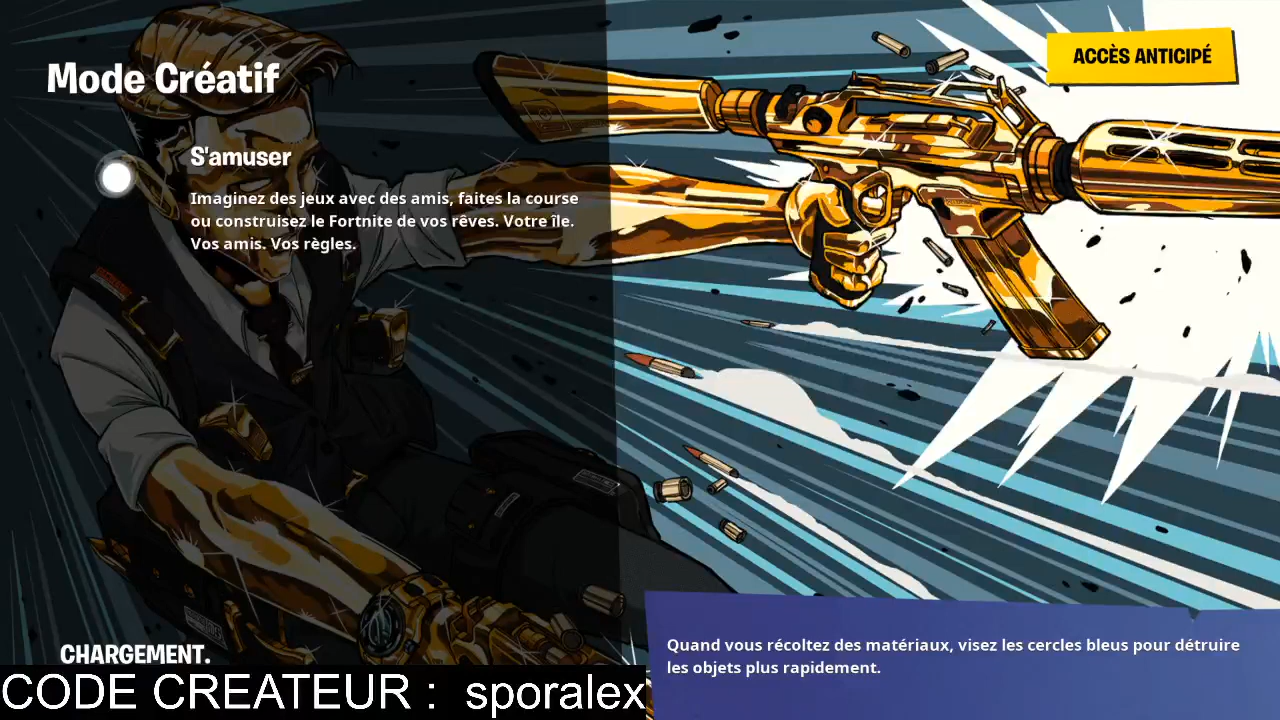 Mode Créatif
ACCÈS ANTICIPÉ
S'amuser
Imaginez des jeux avec des amis, faites la course
ou construisez le Fortnite de vos rêves. Votre île.
Vos amis. Vos règles.
CHARGEMENT.
Quand vous récoltez des matériaux, visez les cercles bleus pour détruire
les objets plus rapidement.
CODE CREATEUR : sporalex